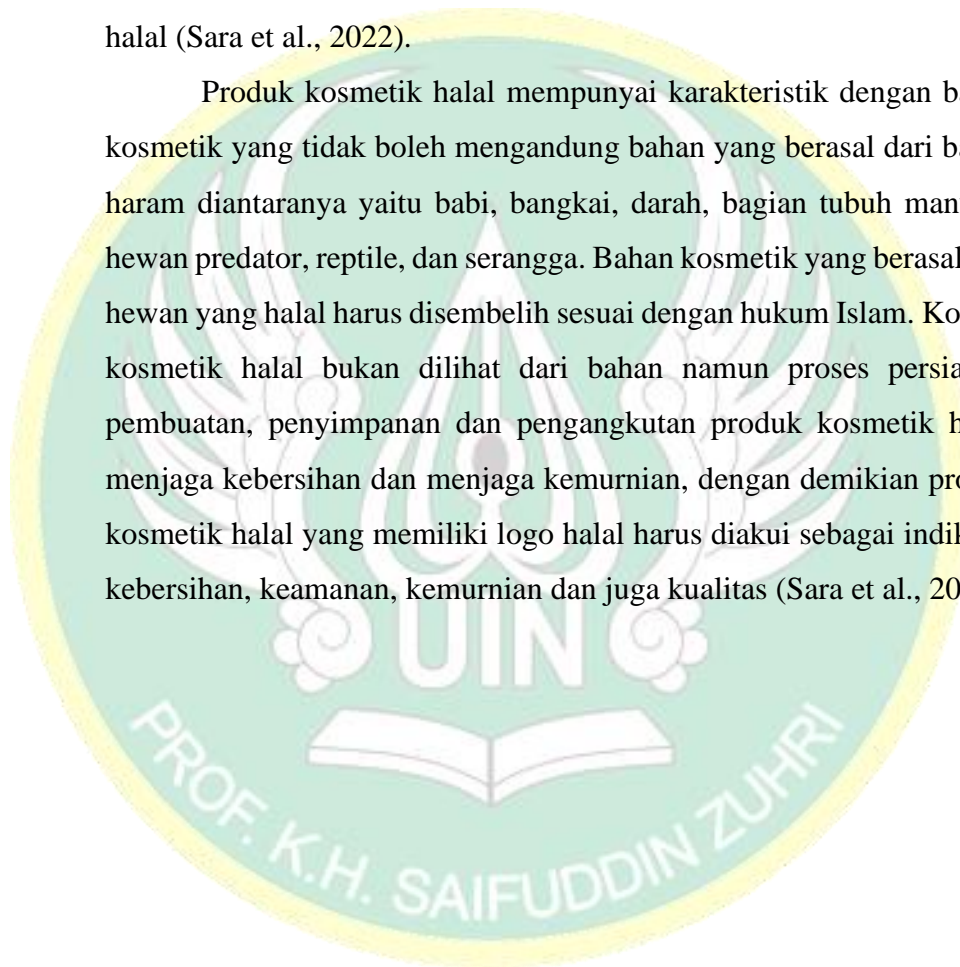 halal (Sara et al., 2022).
Produk kosmetik halal mempunyai karakteristik dengan ba
kosmetik yang tidak boleh mengandung bahan yang berasal dari ba
haram diantaranya yaitu babi, bangkai, darah, bagian tubuh man
hewan predator, reptile, dan serangga. Bahan kosmetik yang berasal
hewan yang halal harus disembelih sesuai dengan hukum Islam. Ko
kosmetik halal bukan dilihat dari bahan namun proses persia
pembuatan, penyimpanan dan pengangkutan produk kosmetik h
menjaga kebersihan dan menjaga kemurnian, dengan demikian pro
kosmetik halal yang memiliki logo halal harus diakui sebagai indik
kebersihan, keamanan, kemurnian dan juga kualitas (Sara et al., 20
UIN
PROF. K.H. SAIFUDDIN ZUHRI